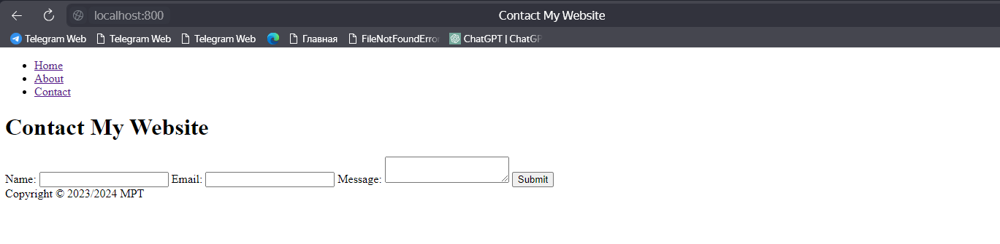 localhost:800 Contact My Website
Telegram Web Telegram Web Telegram Web Главная FileNotFoundErro ChatGPT | ChatGP
Home
About
Contact
Contact My Website
Name: Email: Message: Submit
Copyright © 2023/2024 MPT